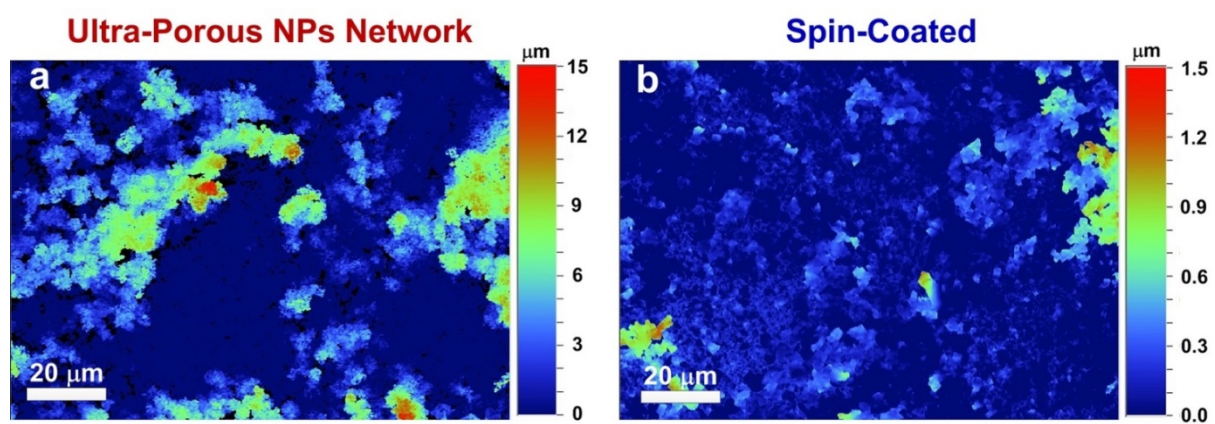 Ultra-Porous NPs Network
Spin-Coated
a
μm
15
12
9
6
3
0
20 μm
b
μm
1.5
1.2
0.9
0.6
0.3
0.0
20 μm